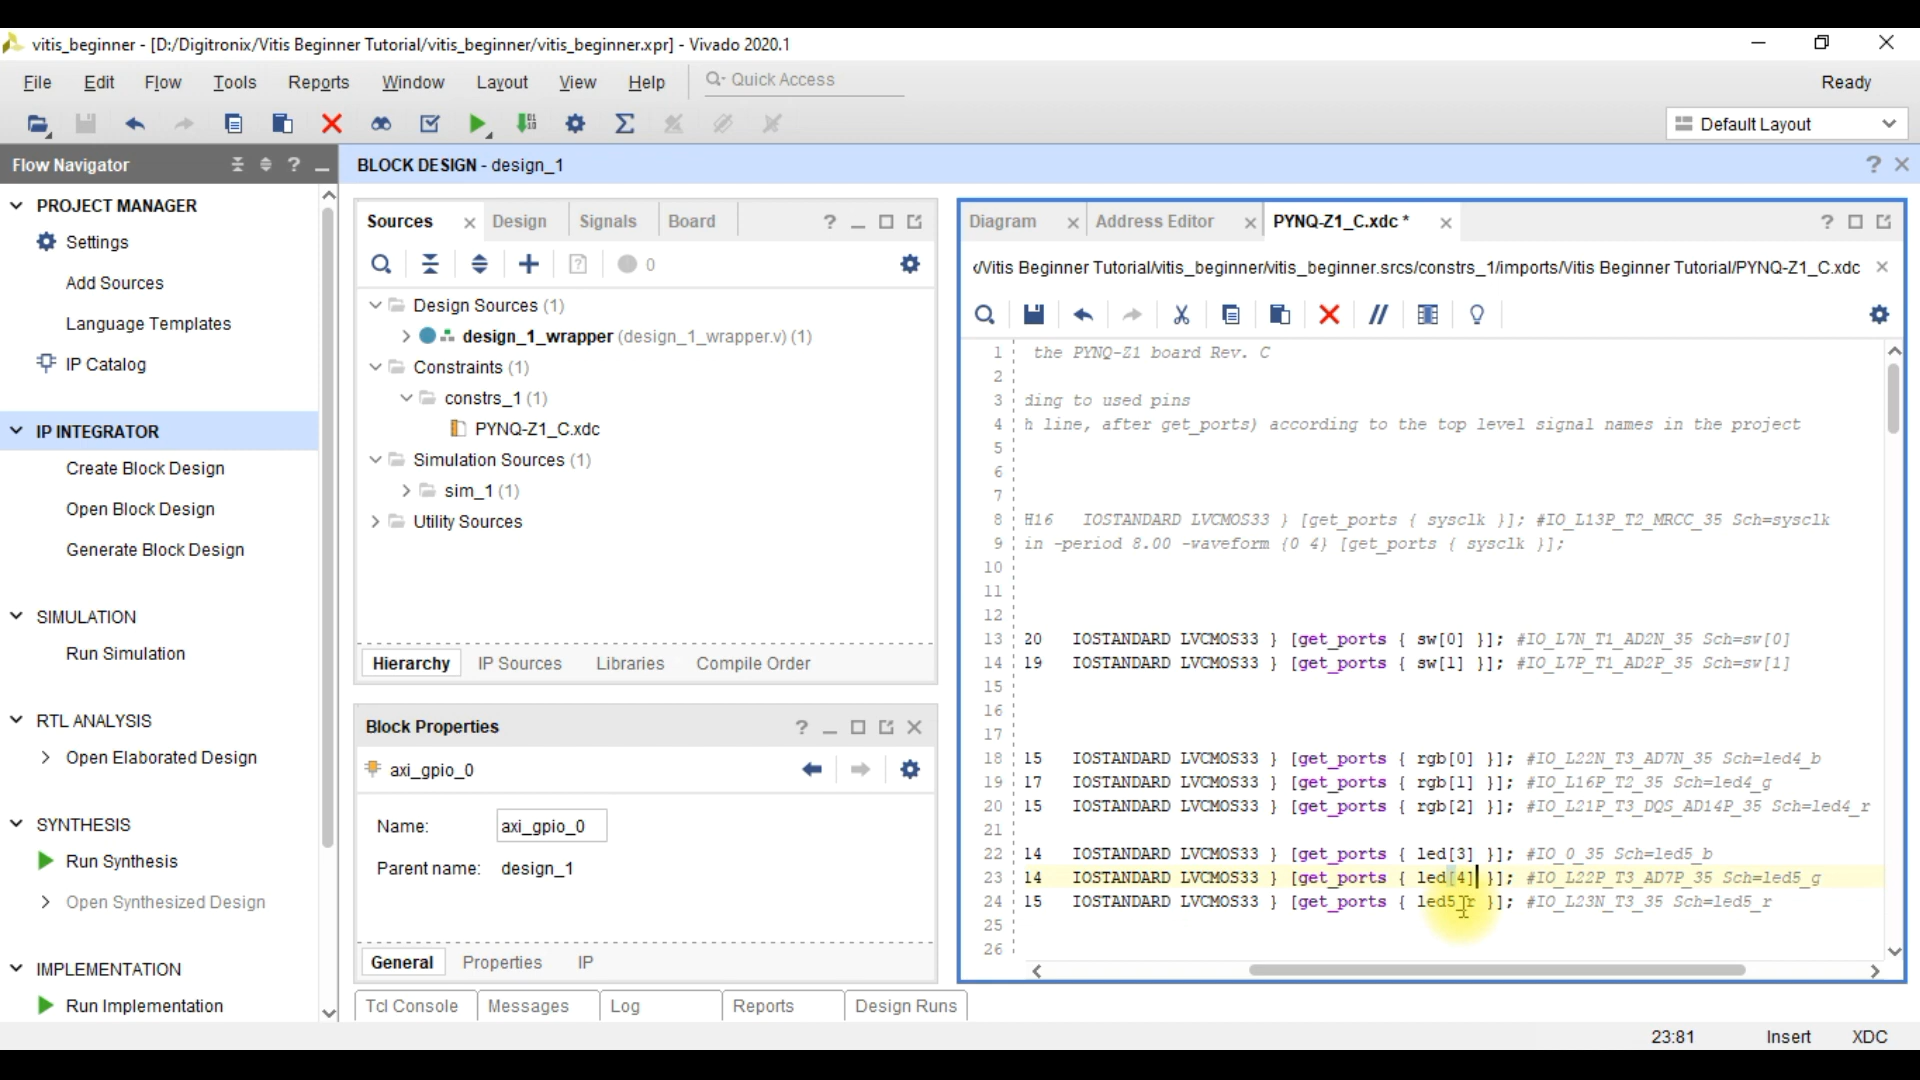 vitis_beginner - [D:/Digitronix/Vitis Beginner Tutorial/vitis_beginner/vitis_beginner.xpr] - Vivado 2020.1
File Edit Flow Tools Reports Window Layout View Help Quick Access Ready
Default Layout
Flow Navigator
PROJECT MANAGER
Settings
Add Sources
Language Templates
IP Catalog
IP INTEGRATOR
Create Block Design
Open Block Design
Generate Block Design
SIMULATION
Run Simulation
RTL ANALYSIS
Open Elaborated Design
SYNTHESIS
Run Synthesis
Open Synthesized Design
IMPLEMENTATION
Run Implementation
BLOCK DESIGN - design_1
Sources Design Signals Board
0
Design Sources (1)
design_1_wrapper (design_1_wrapper.v) (1)
Constraints (1)
constrs_1 (1)
PYNQ-Z1_C.xdc
Simulation Sources (1)
sim_1 (1)
Utility Sources
Hierarchy IP Sources Libraries Compile Order
Block Properties
axi_gpio_0
Name: axi_gpio_0
Parent name: design_1
General Properties IP
Tcl Console Messages Log Reports Design Runs
Diagram Address Editor PYNQ-Z1_C.xdc *
/Vitis Beginner Tutorial/vitis_beginner/vitis_beginner.srcs/constrs_1/imports/Vitis Beginner Tutorial/PYNQ-Z1_C.xdc
1 the PYNQ-Z1 board Rev. C
2
3 ding to used pins
4 h line, after get_ports) according to the top level signal names in the project
5
6
7
8 H16 IOSTANDARD LVCMOS33 } [get_ports { sysclk }]; #IO_L13P_T2_MRCC_35 Sch=sysclk
9 in -period 8.00 -waveform {0 4} [get_ports { sysclk }];
10
11
12
13 20 IOSTANDARD LVCMOS33 } [get_ports { sw[0] }]; #IO_L7N_T1_AD2N_35 Sch=sw[0]
14 19 IOSTANDARD LVCMOS33 } [get_ports { sw[1] }]; #IO_L7P_T1_AD2P_35 Sch=sw[1]
15
16
17
18 15 IOSTANDARD LVCMOS33 } [get_ports { rgb[0] }]; #IO_L22N_T3_AD7N_35 Sch=led4_b
19 17 IOSTANDARD LVCMOS33 } [get_ports { rgb[1] }]; #IO_L16P_T2_35 Sch=led4_g
20 15 IOSTANDARD LVCMOS33 } [get_ports { rgb[2] }]; #IO_L21P_T3_DQS_AD14P_35 Sch=led4_r
21
22 14 IOSTANDARD LVCMOS33 } [get_ports { led[3] }]; #IO_0_35 Sch=led5_b
23 14 IOSTANDARD LVCMOS33 } [get_ports { led[4] }]; #IO_L22P_T3_AD7P_35 Sch=led5_g
24 15 IOSTANDARD LVCMOS33 } [get_ports { led5_r }]; #IO_L23N_T3_35 Sch=led5_r
25
26
23:81 Insert XDC